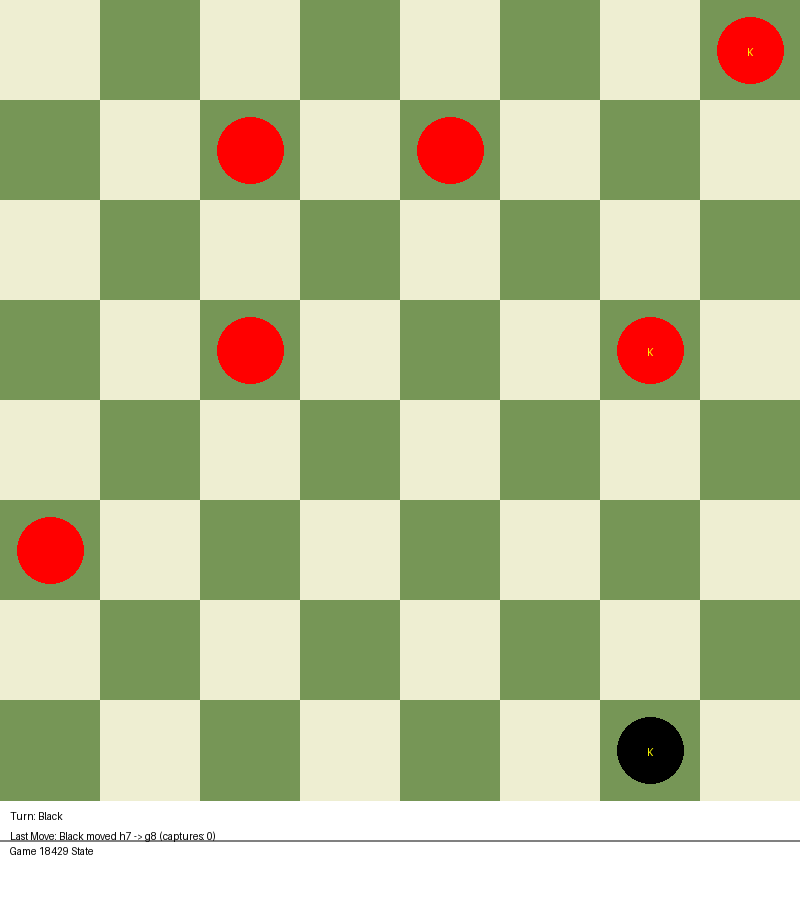 K
K
K
Turn: Black
Last Move: Black moved h7 -> g8 (captures: 0)
Game 18429 State